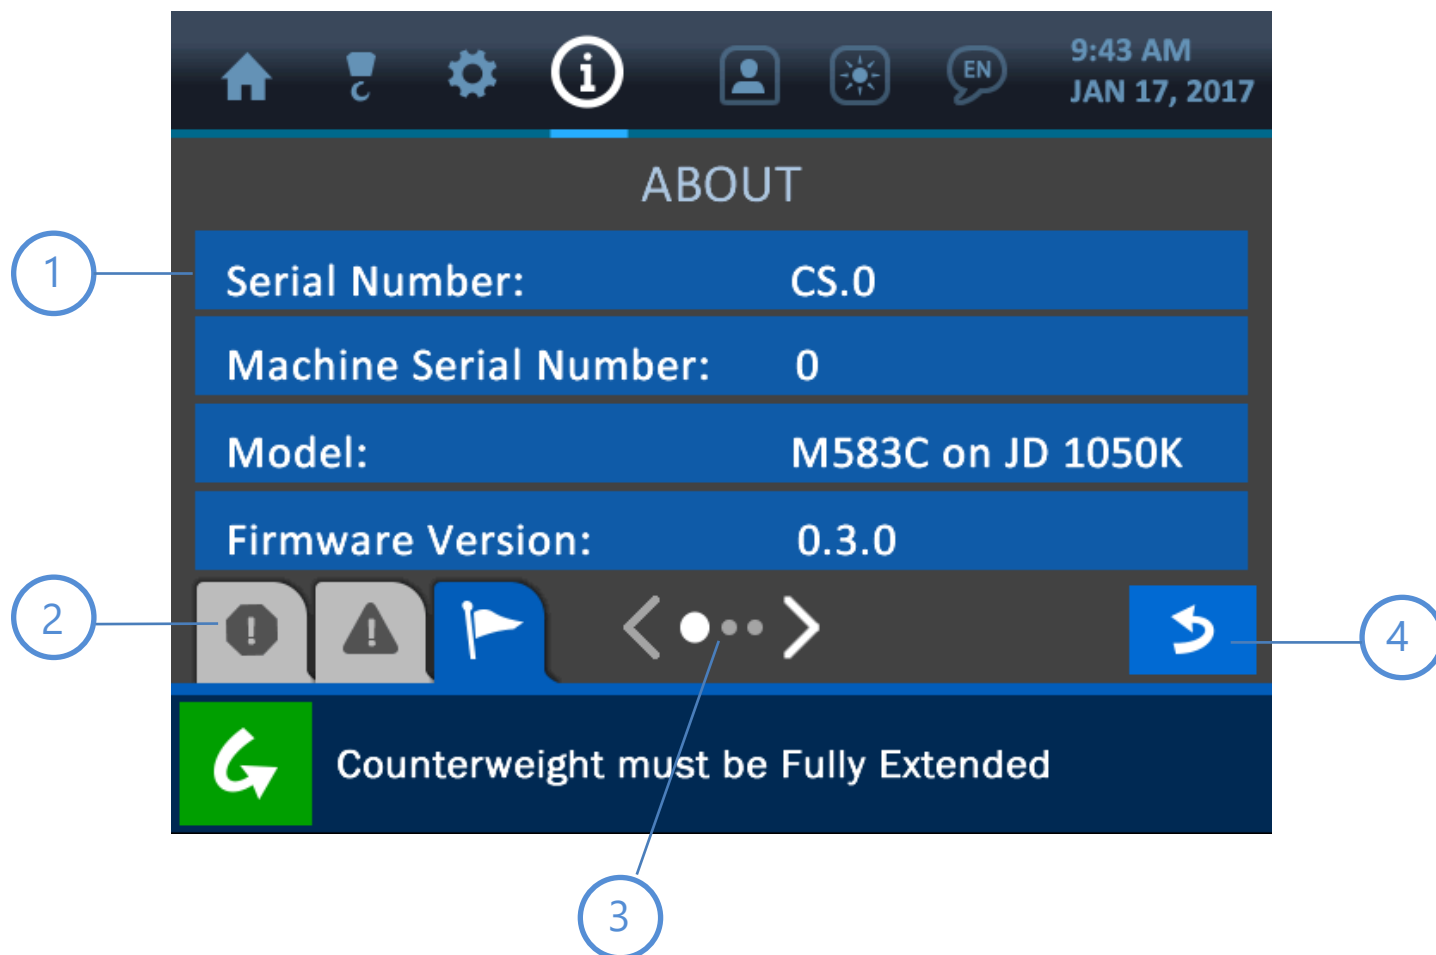 EN
9:43 AM
JAN 17, 2017
ABOUT
1
Serial Number: CS.0
Machine Serial Number: 0
Model: M583C on JD 1050K
Firmware Version: 0.3.0
2
4
Counterweight must be Fully Extended
3